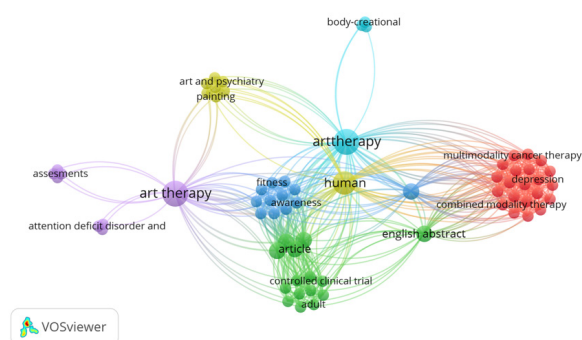 body-creational
art and psychiatry
painting
arttherapy
multimodality cancer therapy
assesments
fitness
human
depression
art therapy
awareness
combined modality therapy
attention deficit disorder and
article
english abstract
controlled clinical trial
adult
VOSviewer